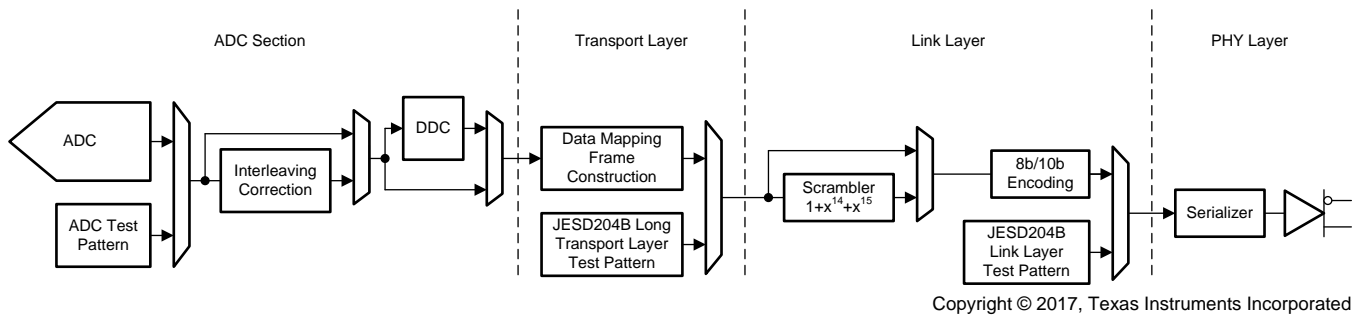 ADC Section
Transport Layer
Link Layer
PHY Layer
ADC
ADC Test
Pattern
Interleaving
Correction
DDC
Data Mapping
Frame
Construction
JESD204B Long
Transport Layer
Test Pattern
Scrambler
1+x¹⁴+x¹⁵
8b/10b
Encoding
JESD204B
Link Layer
Test Pattern
Serializer
Copyright © 2017, Texas Instruments Incorporated